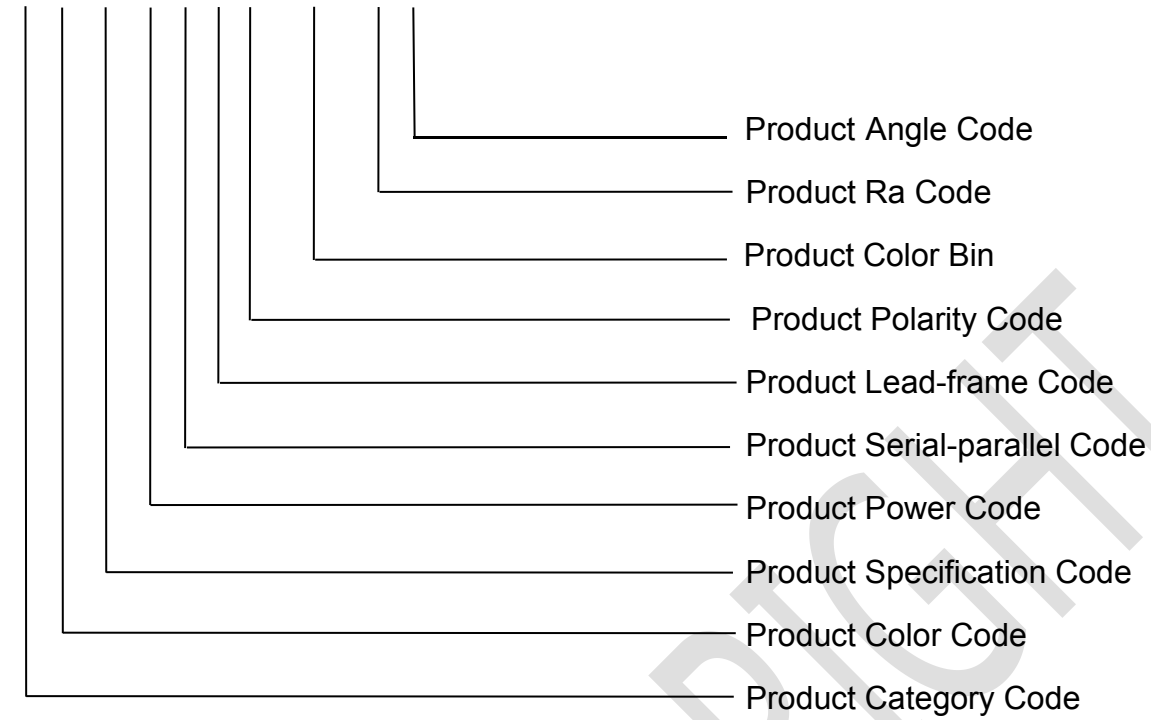 Product Angle Code
Product Ra Code
Product Color Bin
Product Polarity Code
Product Lead-frame Code
Product Serial-parallel Code
Product Power Code
Product Specification Code
Product Color Code
Product Category Code